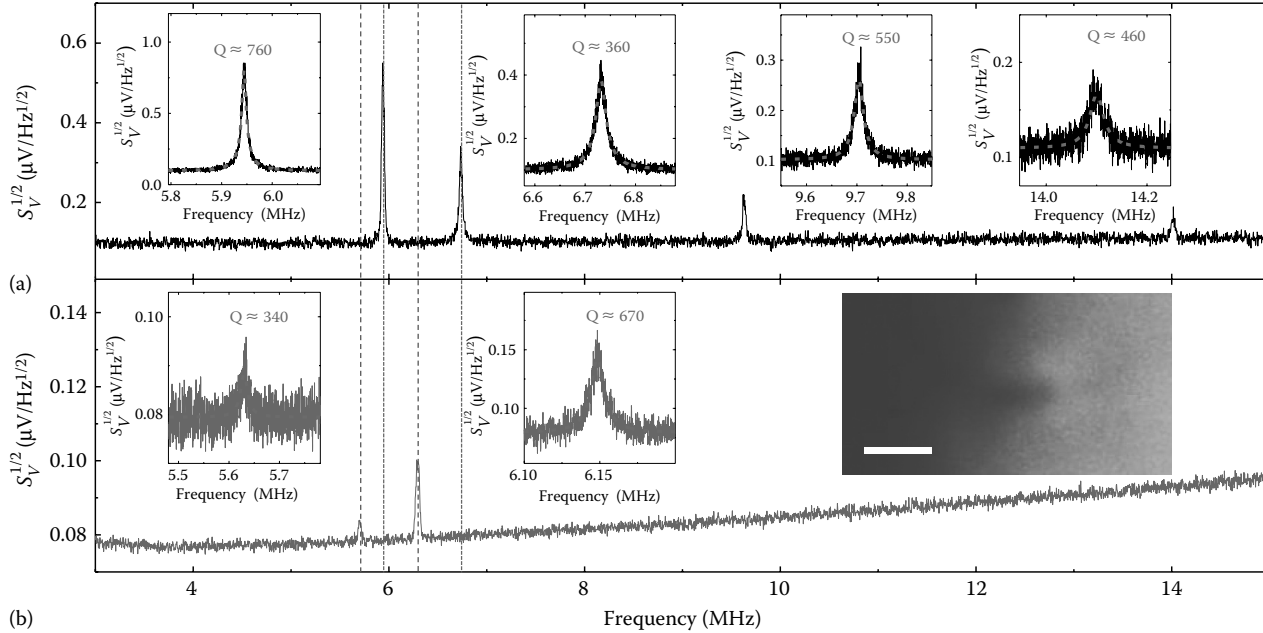 0.6
0.5
0.4
0.3
0.2
S_V^{1/2} (µV/Hz^{1/2})
1.0
0.5
0.0
S_V^{1/2} (µV/Hz^{1/2})
Q ≈ 760
5.8 5.9 6.0
Frequency (MHz)
0.4
0.2
S_V^{1/2} (µV/Hz^{1/2})
Q ≈ 360
6.6 6.7 6.8
Frequency (MHz)
0.3
0.2
0.1
S_V^{1/2} (µV/Hz^{1/2})
Q ≈ 550
9.6 9.7 9.8
Frequency (MHz)
0.2
0.1
S_V^{1/2} (µV/Hz^{1/2})
Q ≈ 460
14.0 14.2
Frequency (MHz)
(a)
0.14
0.12
0.10
0.08
S_V^{1/2} (µV/Hz^{1/2})
0.10
0.08
S_V^{1/2} (µV/Hz^{1/2})
Q ≈ 340
5.5 5.6 5.7
Frequency (MHz)
0.15
0.10
S_V^{1/2} (µV/Hz^{1/2})
Q ≈ 670
6.10 6.15
Frequency (MHz)
4 6 8 10 12 14
Frequency (MHz)
(b)